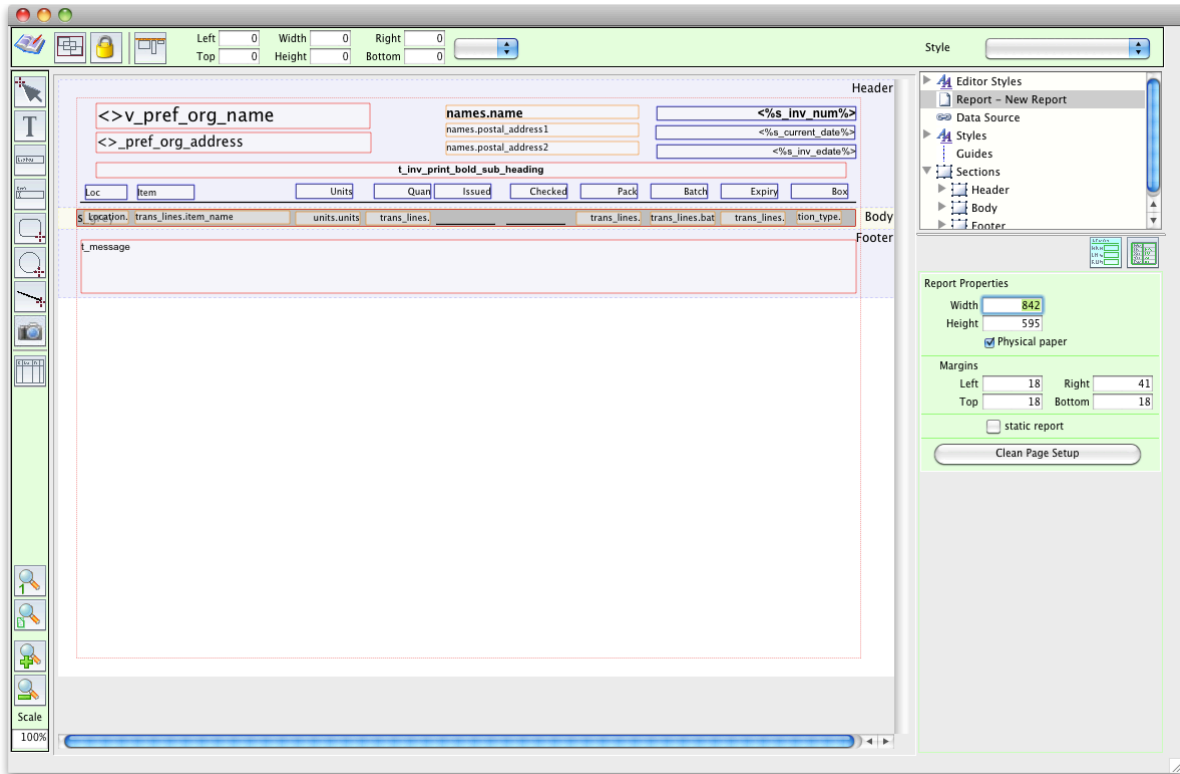 Left 0 Width 0 Right 0
Top 0 Height 0 Bottom 0
Style
T
Scale
100%
Header
<>v_pref_org_name
<>_pref_org_address
names.name
names.postal_address1
names.postal_address2
<%s_inv_num%>
<%s_current_date%>
<%s_inv_edate%>
t_inv_print_bold_sub_heading
Loc Item Units Quan Issued Checked Pack Batch Expiry Box
Location. trans_lines.item_name units.units trans_lines. trans_lines. trans_lines.bat trans_lines. tion_type. Body
Footer
t_message
Editor Styles
Report - New Report
Data Source
Styles
Guides
Sections
Header
Body
Footer
Report Properties
Width 842
Height 595
Physical paper
Margins
Left 18 Right 41
Top 18 Bottom 18
static report
Clean Page Setup